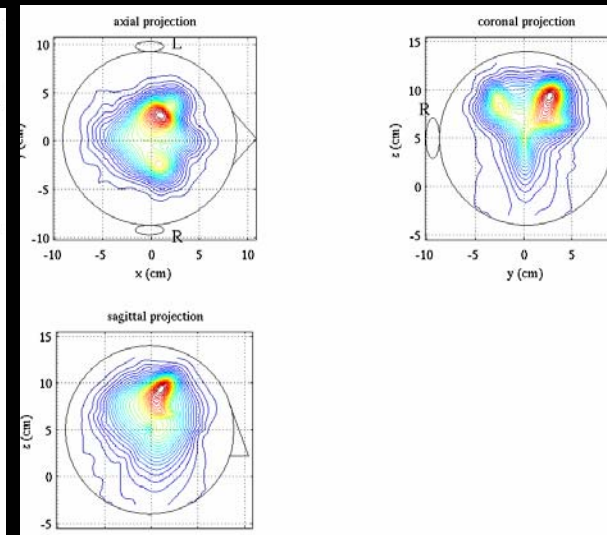 axial projection
10
L
5
0
-5
R
-10
-10 -5 0 5 10
x (cm)
coronal projection
15
10
R
z (cm)
5
0
-5
-10 -5 0 5
y (cm)
sagittal projection
15
10
z (cm)
5
0
-5